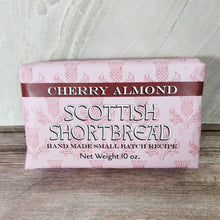 CHERRY ALMOND
SCOTTISH
SHORTBREAD
HAND MADE SMALL BATCH RECIPE
Net Weight 10 oz.